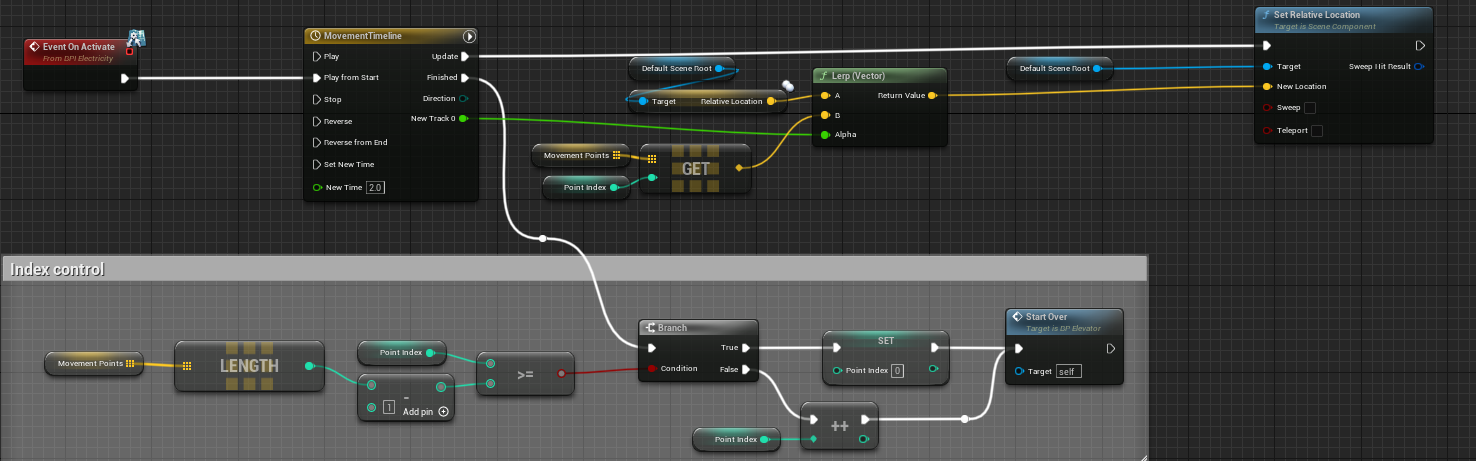 Event On Activate
From BPI Electricity
MovementTimeline
Play
Update
Play from Start
Finished
Stop
Direction
Reverse
New Track 0
Reverse from End
Set New Time
New Time 2.0
Default Scene Root
Target
Relative Location
Movement Points
Point Index
GET
Lerp (Vector)
A
Return Value
B
Alpha
Default Scene Root
Set Relative Location
Target is Scene Component
Target
Sweep Hit Result
New Location
Sweep
Teleport
Index control
Movement Points
LENGTH
Point Index
-
1
Add pin
>=
Branch
True
Condition
False
SET
Point Index 0
Point Index
++
Start Over
Target is BP Elevator
Target self